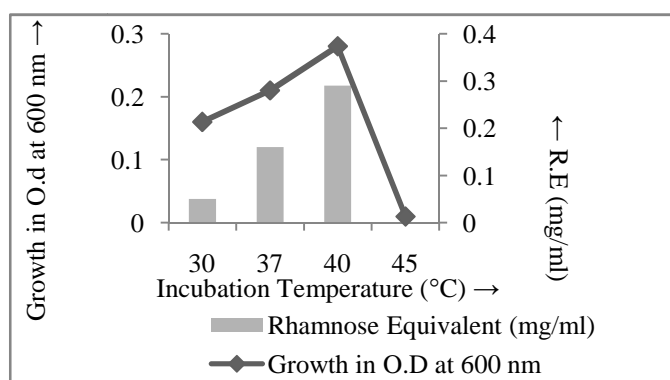 Growth in O.d at 600 nm →
0.3
0.2
0.1
0
0.4
0.3
0.2
0.1
0
← R.E (mg/ml)
30 37 40 45
Incubation Temperature (°C) →
Rhamnose Equivalent (mg/ml)
Growth in O.D at 600 nm